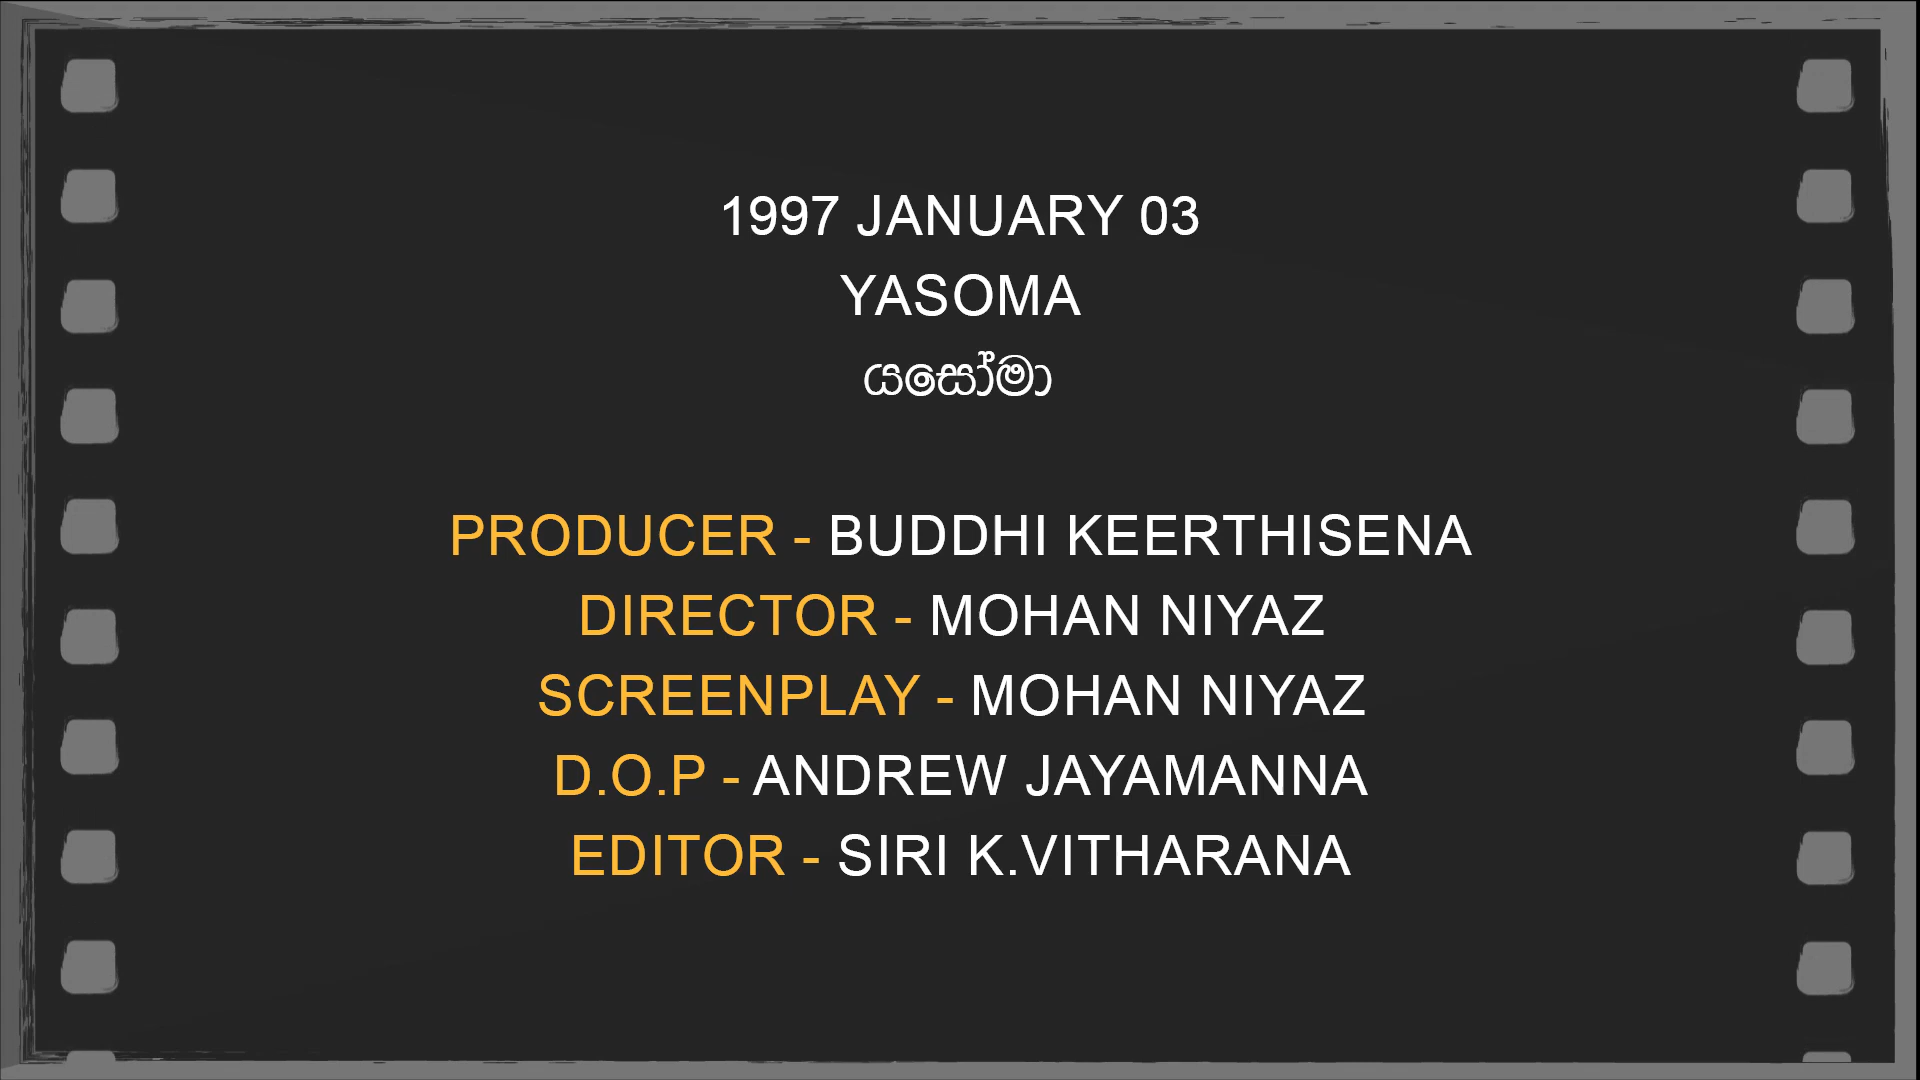 1997 JANUARY 03
YASOMA
යසෝමා
PRODUCER - BUDDHI KEERTHISENA
DIRECTOR - MOHAN NIYAZ
SCREENPLAY - MOHAN NIYAZ
D.O.P - ANDREW JAYAMANNA
EDITOR - SIRI K.VITHARANA